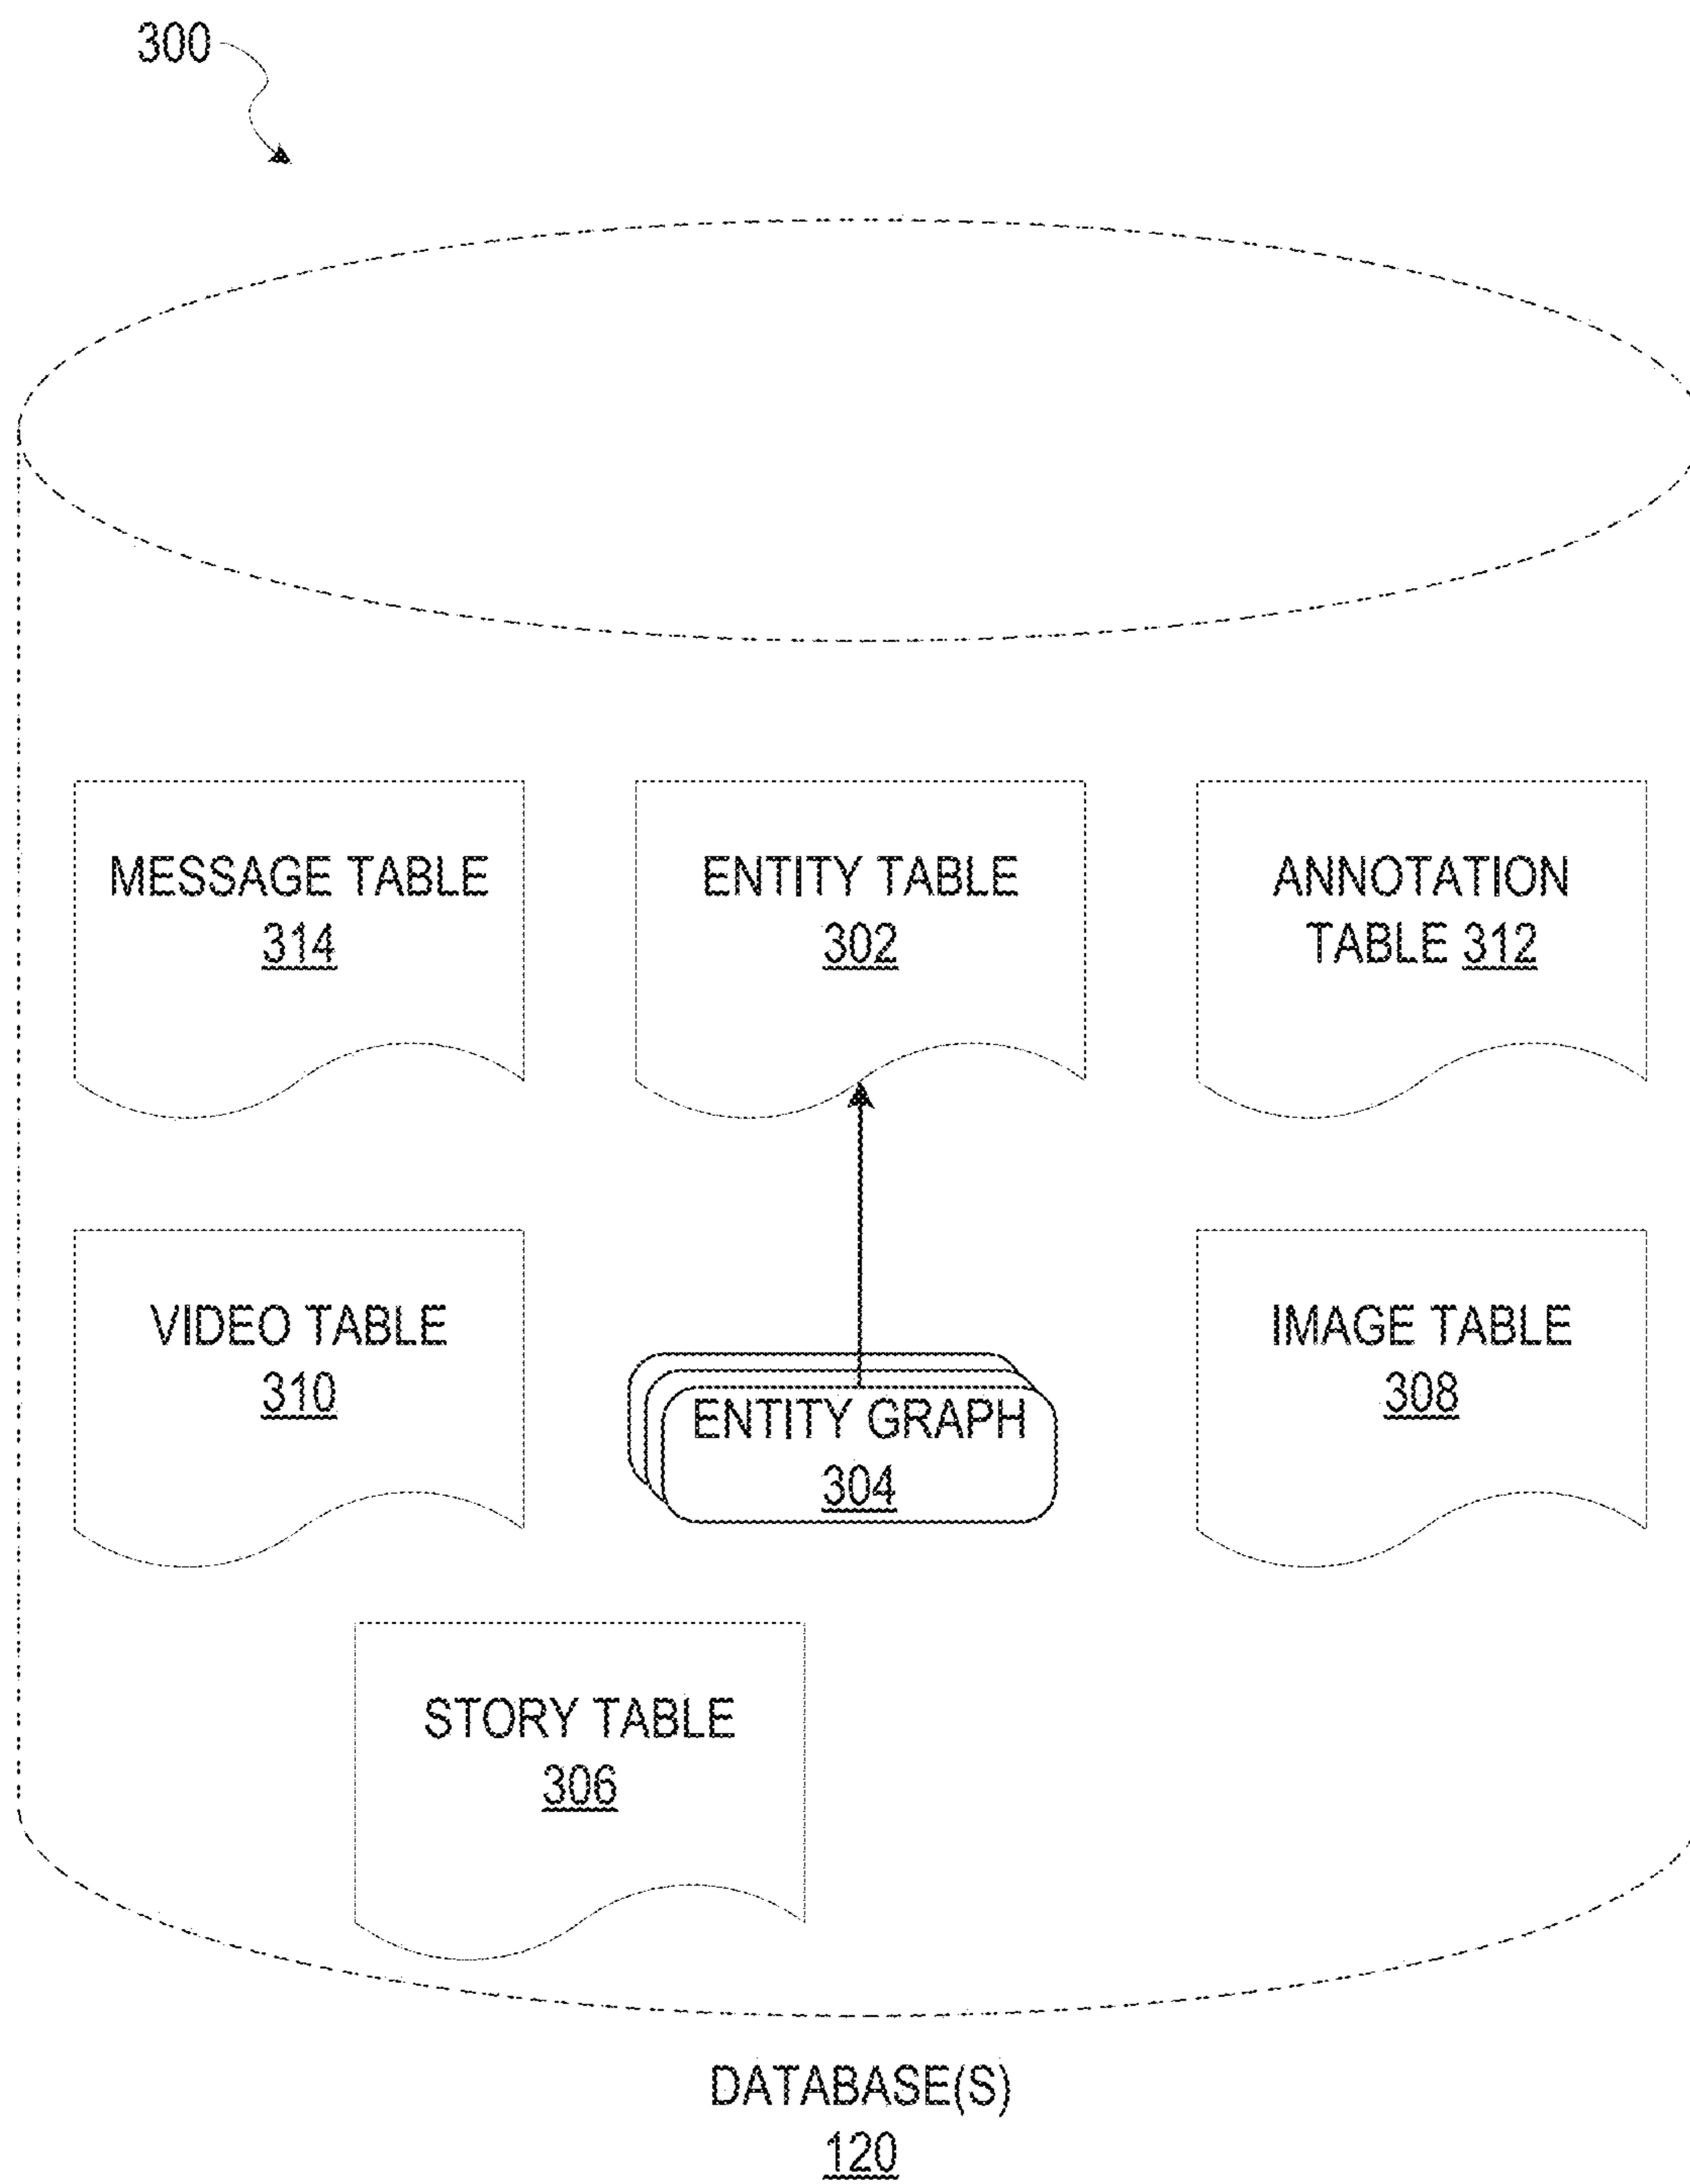 300
MESSAGE TABLE
314
ENTITY TABLE
302
ANNOTATION
TABLE 312
VIDEO TABLE
310
ENTITY GRAPH
304
IMAGE TABLE
308
STORY TABLE
306
DATABASE(S)
120